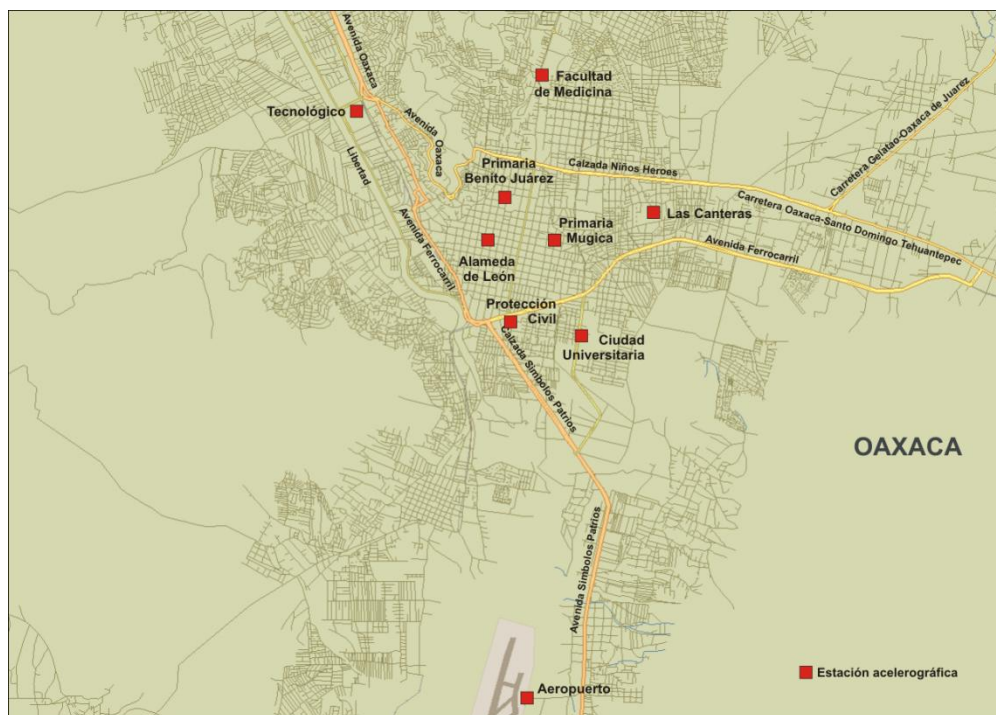 Avenida Oaxaca
Facultad
de Medicina
Tecnológico
Avenida
Oaxaca
Libertad
Primaria
Benito Juárez
Calzada Niños Heroes
Carretera Gelatao-Oaxaca de Juarez
Carretera Oaxaca-Santo Domingo Tehuantepec
Las Canteras
Primaria
Mugica
Avenida Ferrocarril
Avenida Ferrocarril
Alameda
de León
Protección
Civil
Ciudad
Universitaria
Calzada Simbolos Patrios
OAXACA
Avenida Simbolos Patrios
Estación acelerográfica
Aeropuerto